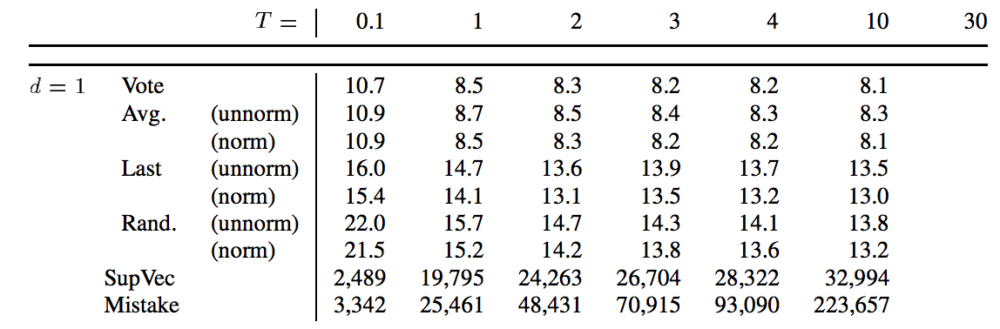 T = 0.1 1 2 3 4 10 30
d = 1 Vote 10.7 8.5 8.3 8.2 8.2 8.1
Avg. (unnorm) 10.9 8.7 8.5 8.4 8.3 8.3
(norm) 10.9 8.5 8.3 8.2 8.2 8.1
Last (unnorm) 16.0 14.7 13.6 13.9 13.7 13.5
(norm) 15.4 14.1 13.1 13.5 13.2 13.0
Rand. (unnorm) 22.0 15.7 14.7 14.3 14.1 13.8
(norm) 21.5 15.2 14.2 13.8 13.6 13.2
SupVec 2,489 19,795 24,263 26,704 28,322 32,994
Mistake 3,342 25,461 48,431 70,915 93,090 223,657